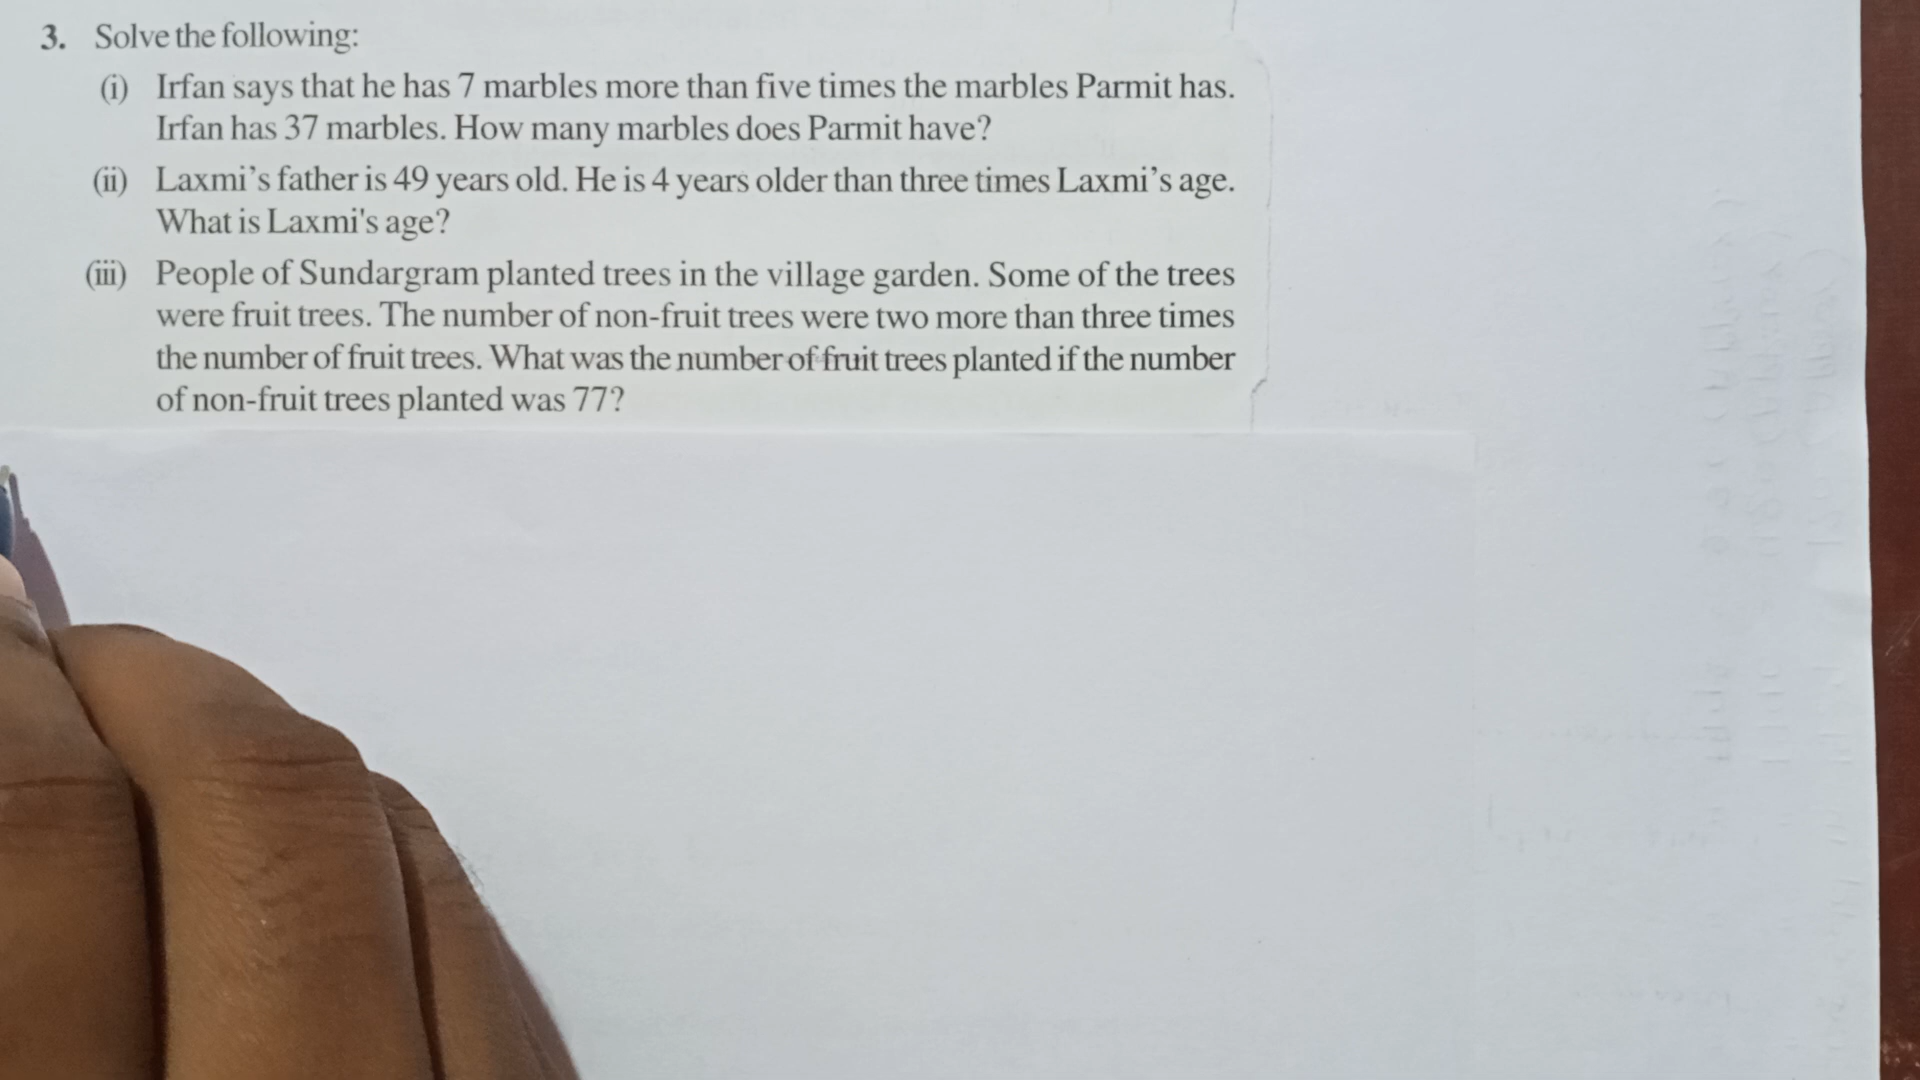 3. Solve the following:
(i) Irfan says that he has 7 marbles more than five times the marbles Parmit has.
Irfan has 37 marbles. How many marbles does Parmit have?
(ii) Laxmi’s father is 49 years old. He is 4 years older than three times Laxmi’s age.
What is Laxmi's age?
(iii) People of Sundargram planted trees in the village garden. Some of the trees
were fruit trees. The number of non-fruit trees were two more than three times
the number of fruit trees. What was the number of fruit trees planted if the number
of non-fruit trees planted was 77?